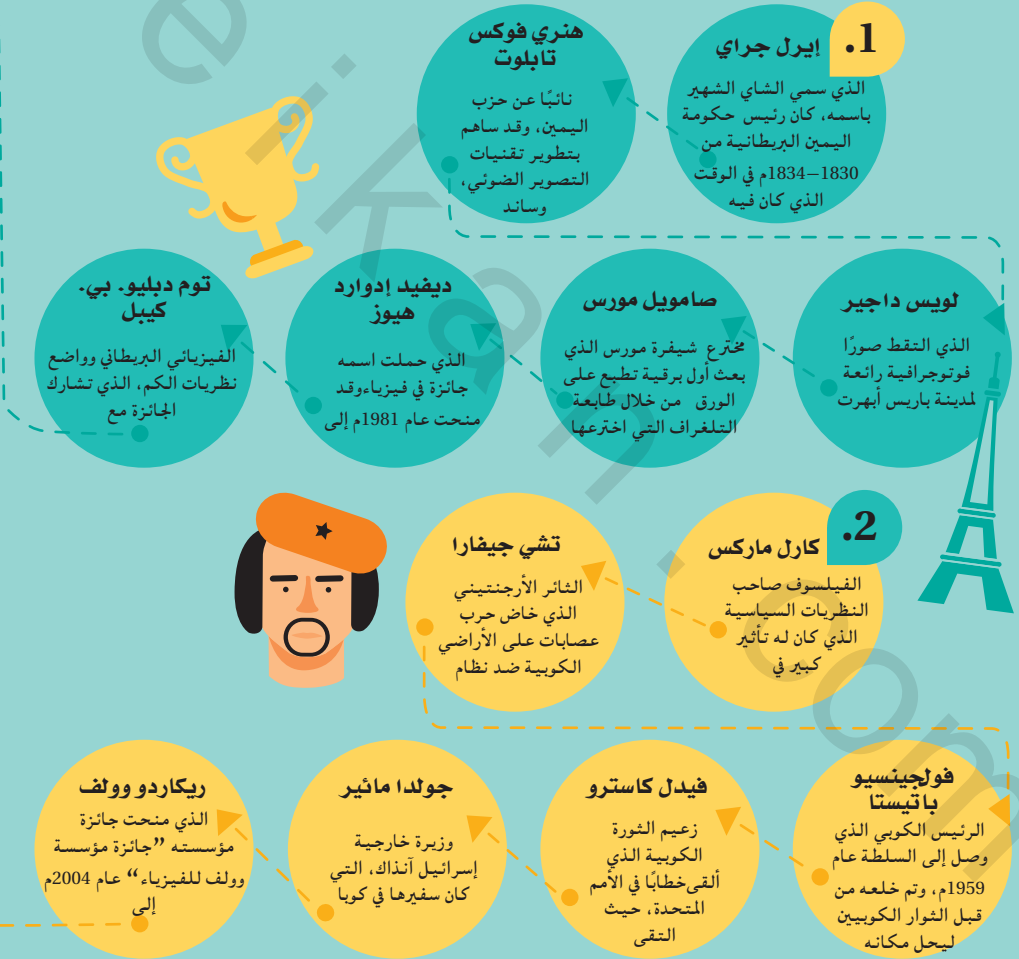 1.
إيرل جراي
الذي سمي الشاي الشهير
باسمه، كان رئيس حكومة
اليمين البريطانية من
1830–1834م في الوقت
الذي كان فيه
هنري فوكس
تابلوت
نائبًا عن حزب
اليمين، وقد ساهم
بتطوير تقنيات
التصوير الضوئي،
وساند
لويس داجير
الذي التقط صورًا
فوتوجرافية رائعة
لمدينة باريس أبهرت
صامويل مورس
مخترع شيفرة مورس الذي
بعث أول برقية تطبع على
الورق من خلال طابعة
التلغراف التي اخترعها
ديفيد إدوارد
هيوز
الذي حملت اسمه
جائزة في فيزياءوقد
منحت عام 1981م إلى
توم دبليو. بي.
كيبل
الفيزيائي البريطاني وواضع
نظريات الكم، الذي تشارك
الجائزة مع
2.
كارل ماركس
الفيلسوف صاحب
النظريات السياسية
الذي كان له تأثير
كبير في
تشي جيفارا
الثائر الأرجنتيني
الذي خاض حرب
عصابات على الأراضي
الكوبية ضد نظام
فولجينسيو
باتيستا
الرئيس الكوبي الذي
وصل إلى السلطة عام
1959م، وتم خلعه من
قبل الثوار الكوبيين
ليحل مكانه
فيدل كاسترو
زعيم الثورة
الكوبية الذي
ألقى خطابًا في الأمم
المتحدة، حيث
التقى
جولدا مائير
وزيرة خارجية
إسرائيل آنذاك، التي
كان سفيرها في كوبا
ريكاردو وولف
الذي منحت جائزة
مؤسسته ”جائزة مؤسسة
وولف للفيزياء“ عام 2004م
إلى